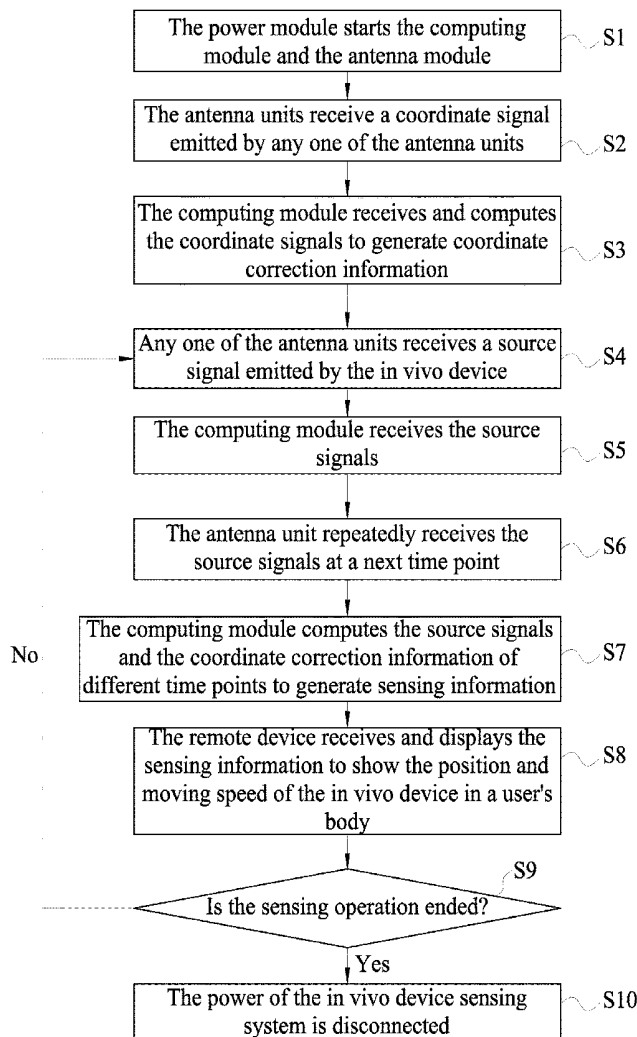 The power module starts the computing
module and the antenna module
S1
The antenna units receive a coordinate signal
emitted by any one of the antenna units
S2
The computing module receives and computes
the coordinate signals to generate coordinate
correction information
S3
Any one of the antenna units receives a source
signal emitted by the in vivo device
S4
The computing module receives the source
signals
S5
The antenna unit repeatedly receives the
source signals at a next time point
S6
No
The computing module computes the source signals
and the coordinate correction information of
different time points to generate sensing information
S7
The remote device receives and displays the
sensing information to show the position and
moving speed of the in vivo device in a user's
body
S8
S9
Is the sensing operation ended?
Yes
The power of the in vivo device sensing
system is disconnected
S10